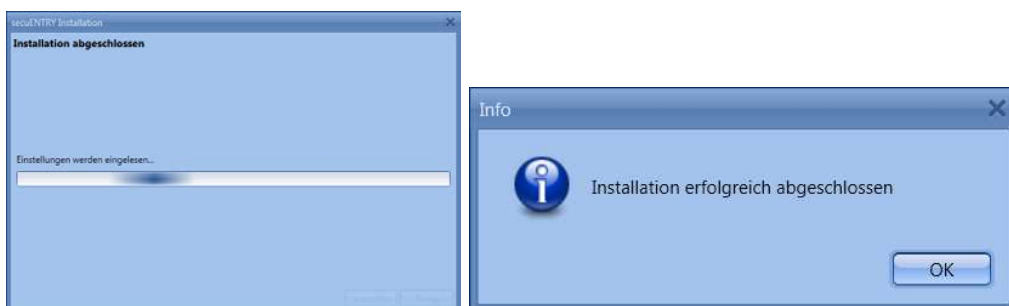 secuENTRY Installation
Installation abgeschlossen
Einstellungen werden eingelesen...
Info
Installation erfolgreich abgeschlossen
OK